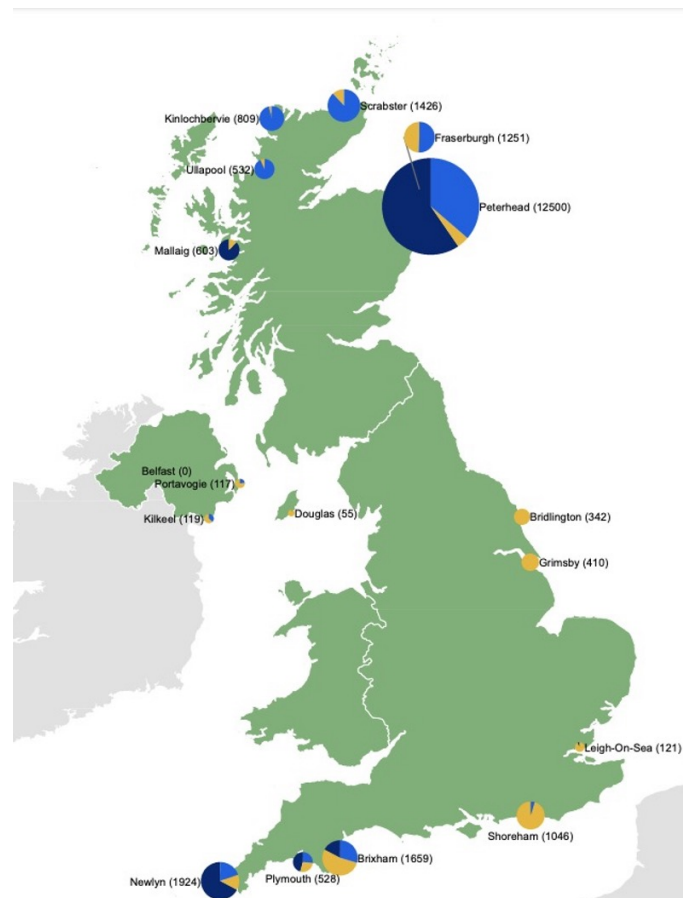 Scrabster (1426)
Kinlochbervie (809)
Fraserburgh (1251)
Ullapool (532)
Peterhead (12500)
Mallaig (603)
Belfast (0)
Portavogie (117)
Douglas (55)
Kilkeel (119)
Bridlington (342)
Grimsby (410)
Leigh-On-Sea (121)
Shoreham (1046)
Brixham (1659)
Plymouth (528)
Newlyn (1924)